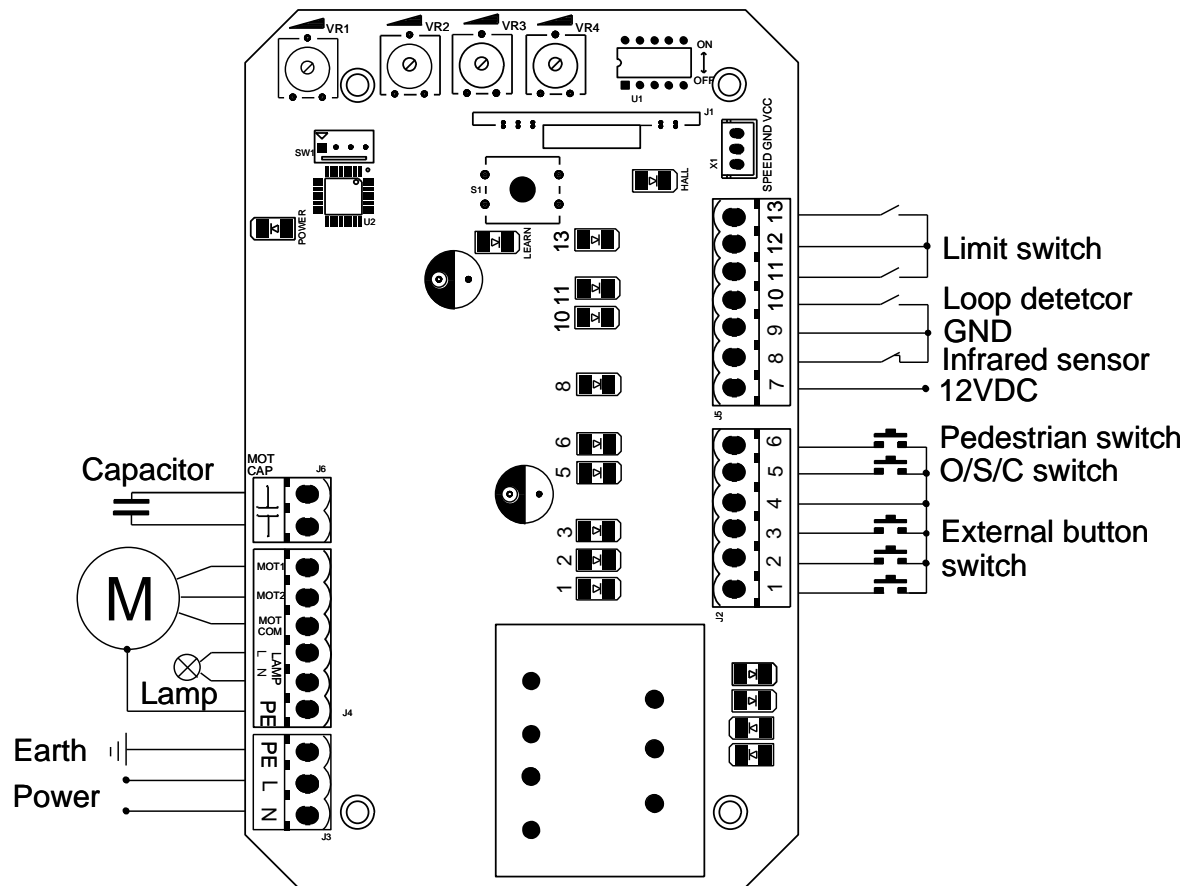 VR1
VR2
VR3
VR4
ON
OFF
U1
J1
SPEED GND VCC
X1
SW1
U2
S1
HALL
POWER
LEARN
13
11
10
8
6
5
3
2
1
13
12
11
10
9
8
7
J5
Limit switch
Loop detetcor
GND
Infrared sensor
12VDC
6
5
4
3
2
1
J2
Pedestrian switch
O/S/C switch
External button
switch
Capacitor
MOT
CAP
J6
M
MOT1
MOT2
MOT
COM
L
N
LAMP
PE
J4
Lamp
Earth
Power
PE
L
N
J3